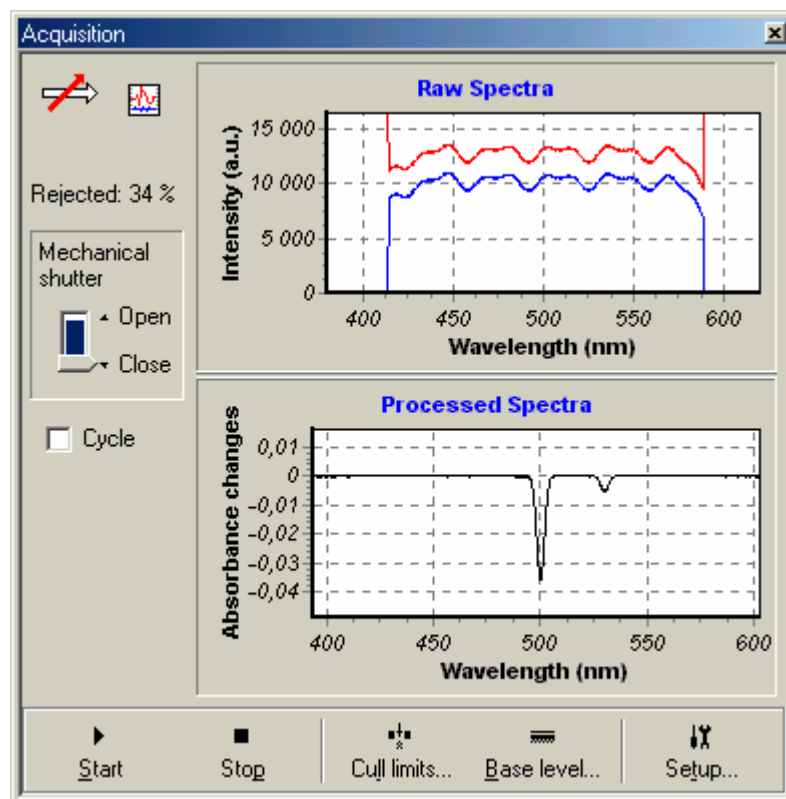 Acquisition
Rejected: 34 %
Mechanical
shutter
Open
Close
Cycle
Raw Spectra
Intensity (a.u.)
15 000
10 000
5 000
0
400 450 500 550 600
Wavelength (nm)
Processed Spectra
Absorbance changes
0,01
0
-0,01
-0,02
-0,03
-0,04
400 450 500 550 600
Wavelength (nm)
Start Stop Cull limits... Base level... Setup...